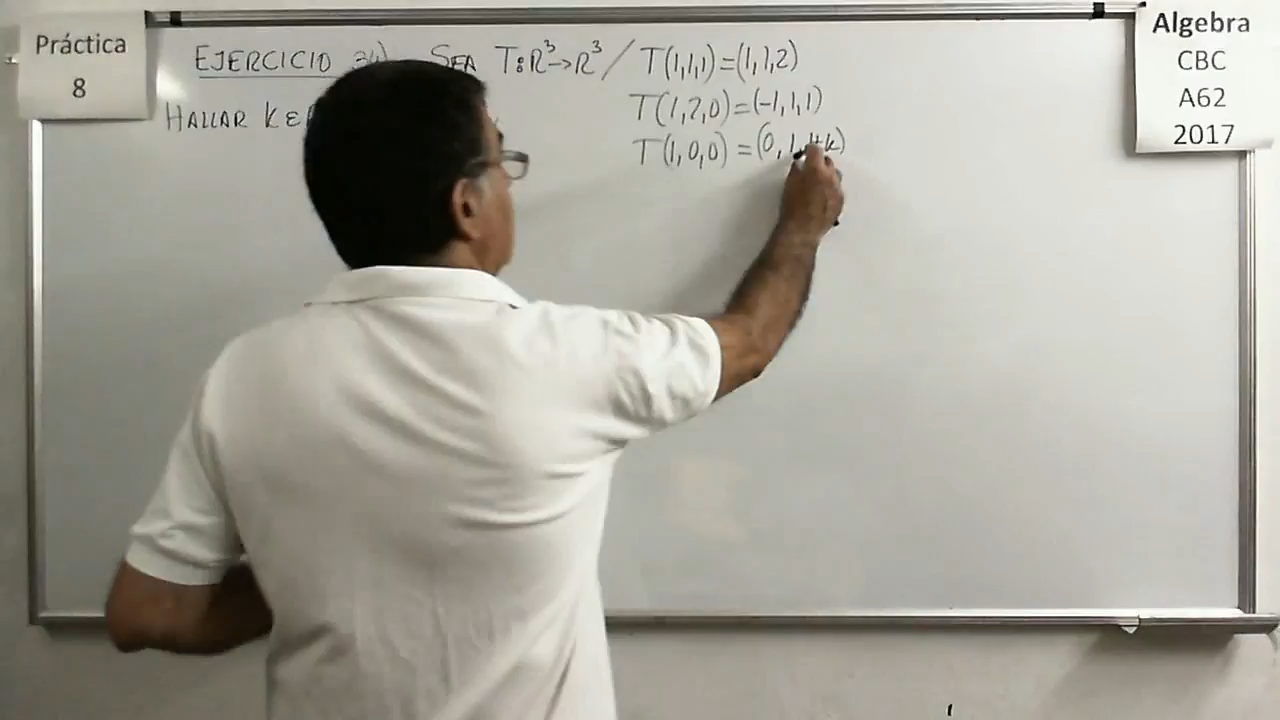 Práctica
8
EJERCICIO SEA T:R³→R³ / T(1,1,1)=(1,1,2)
T(1,2,0)=(-1,1,1)
HALLAR
T(1,0,0)=(0,1,4k)
Algebra
CBC
A62
2017